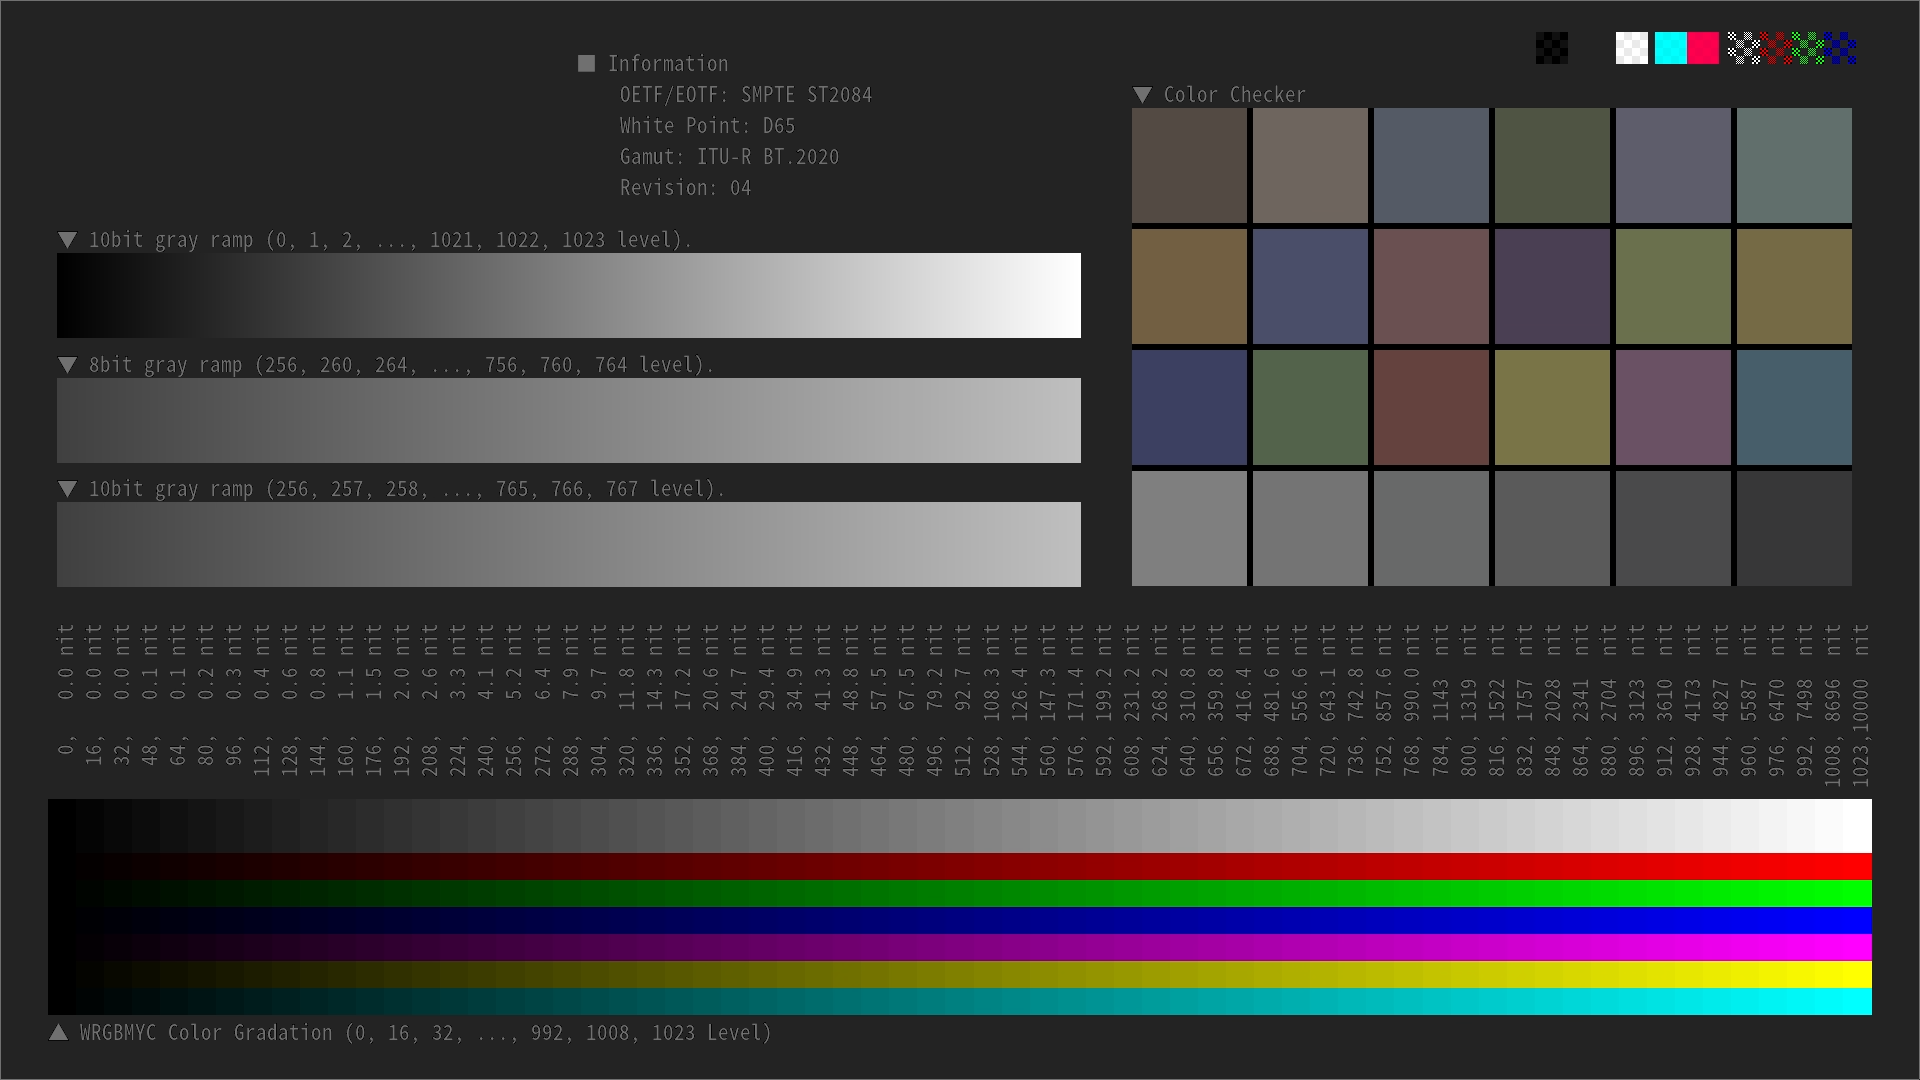 ■ Information
OETF/EOTF: SMPTE ST2084
White Point: D65
Gamut: ITU-R BT.2020
Revision: 04
▼ Color Checker
▼ 10bit gray ramp (0, 1, 2, ..., 1021, 1022, 1023 level).
▼ 8bit gray ramp (256, 260, 264, ..., 756, 760, 764 level).
▼ 10bit gray ramp (256, 257, 258, ..., 765, 766, 767 level).
0, 0.0 nit
16, 0.0 nit
32, 0.0 nit
48, 0.1 nit
64, 0.1 nit
80, 0.2 nit
96, 0.3 nit
112, 0.4 nit
128, 0.6 nit
144, 0.8 nit
160, 1.1 nit
176, 1.5 nit
192, 2.0 nit
208, 2.6 nit
224, 3.3 nit
240, 4.1 nit
256, 5.2 nit
272, 6.4 nit
288, 7.9 nit
304, 9.7 nit
320, 11.8 nit
336, 14.3 nit
352, 17.2 nit
368, 20.6 nit
384, 24.7 nit
400, 29.4 nit
416, 34.9 nit
432, 41.3 nit
448, 48.8 nit
464, 57.5 nit
480, 67.5 nit
496, 79.2 nit
512, 92.7 nit
528, 108.3 nit
544, 126.4 nit
560, 147.3 nit
576, 171.4 nit
592, 199.2 nit
608, 231.2 nit
624, 268.2 nit
640, 310.8 nit
656, 359.8 nit
672, 416.4 nit
688, 481.6 nit
704, 556.6 nit
720, 643.1 nit
736, 742.8 nit
752, 857.6 nit
768, 990.0 nit
784, 1143 nit
800, 1319 nit
816, 1522 nit
832, 1757 nit
848, 2028 nit
864, 2341 nit
880, 2704 nit
896, 3123 nit
912, 3610 nit
928, 4173 nit
944, 4827 nit
960, 5587 nit
976, 6470 nit
992, 7498 nit
1008, 8696 nit
1023,10000 nit
▲ WRGBMYC Color Gradation (0, 16, 32, ..., 992, 1008, 1023 Level)